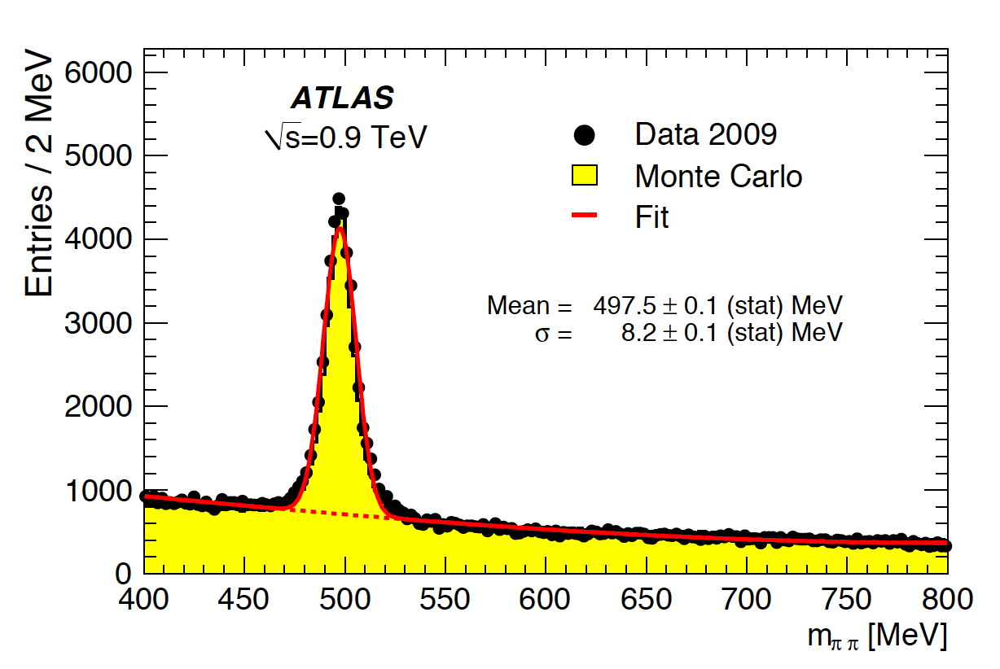 ATLAS
√s=0.9 TeV
Data 2009
Monte Carlo
Fit
Mean = 497.5 ± 0.1 (stat) MeV
σ = 8.2 ± 0.1 (stat) MeV
Entries / 2 MeV
6000
5000
4000
3000
2000
1000
0
400 450 500 550 600 650 700 750 800
m_{π π} [MeV]